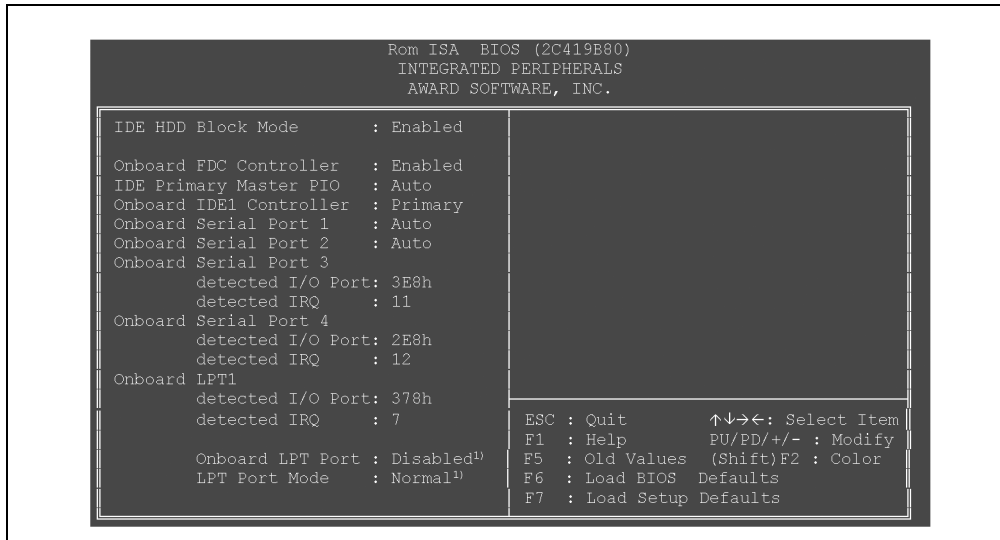 Rom ISA BIOS (2C419B80)
INTEGRATED PERIPHERALS
AWARD SOFTWARE, INC.
IDE HDD Block Mode : Enabled
Onboard FDC Controller : Enabled
IDE Primary Master PIO : Auto
Onboard IDE1 Controller : Primary
Onboard Serial Port 1 : Auto
Onboard Serial Port 2 : Auto
Onboard Serial Port 3
detected I/O Port: 3E8h
detected IRQ : 11
Onboard Serial Port 4
detected I/O Port: 2E8h
detected IRQ : 12
Onboard LPT1
detected I/O Port: 378h
detected IRQ : 7
Onboard LPT Port : Disabled1)
LPT Port Mode : Normal1)
ESC : Quit ↑↓→←: Select Item
F1 : Help PU/PD/+/- : Modify
F5 : Old Values (Shift)F2 : Color
F6 : Load BIOS Defaults
F7 : Load Setup Defaults